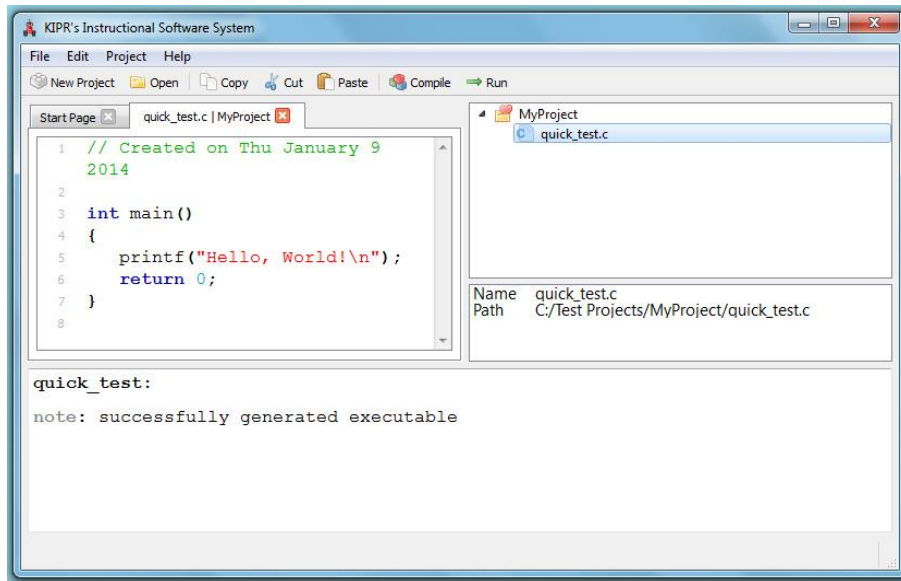 KIPR's Instructional Software System
File Edit Project Help
New Project Open Copy Cut Paste Compile Run
Start Page quick_test.c | MyProject
1 // Created on Thu January 9
2014
2
3 int main()
4 {
5 printf("Hello, World!\n");
6 return 0;
7 }
8
MyProject
C quick_test.c
Name quick_test.c
Path C:/Test Projects/MyProject/quick_test.c
quick_test:
note: successfully generated executable